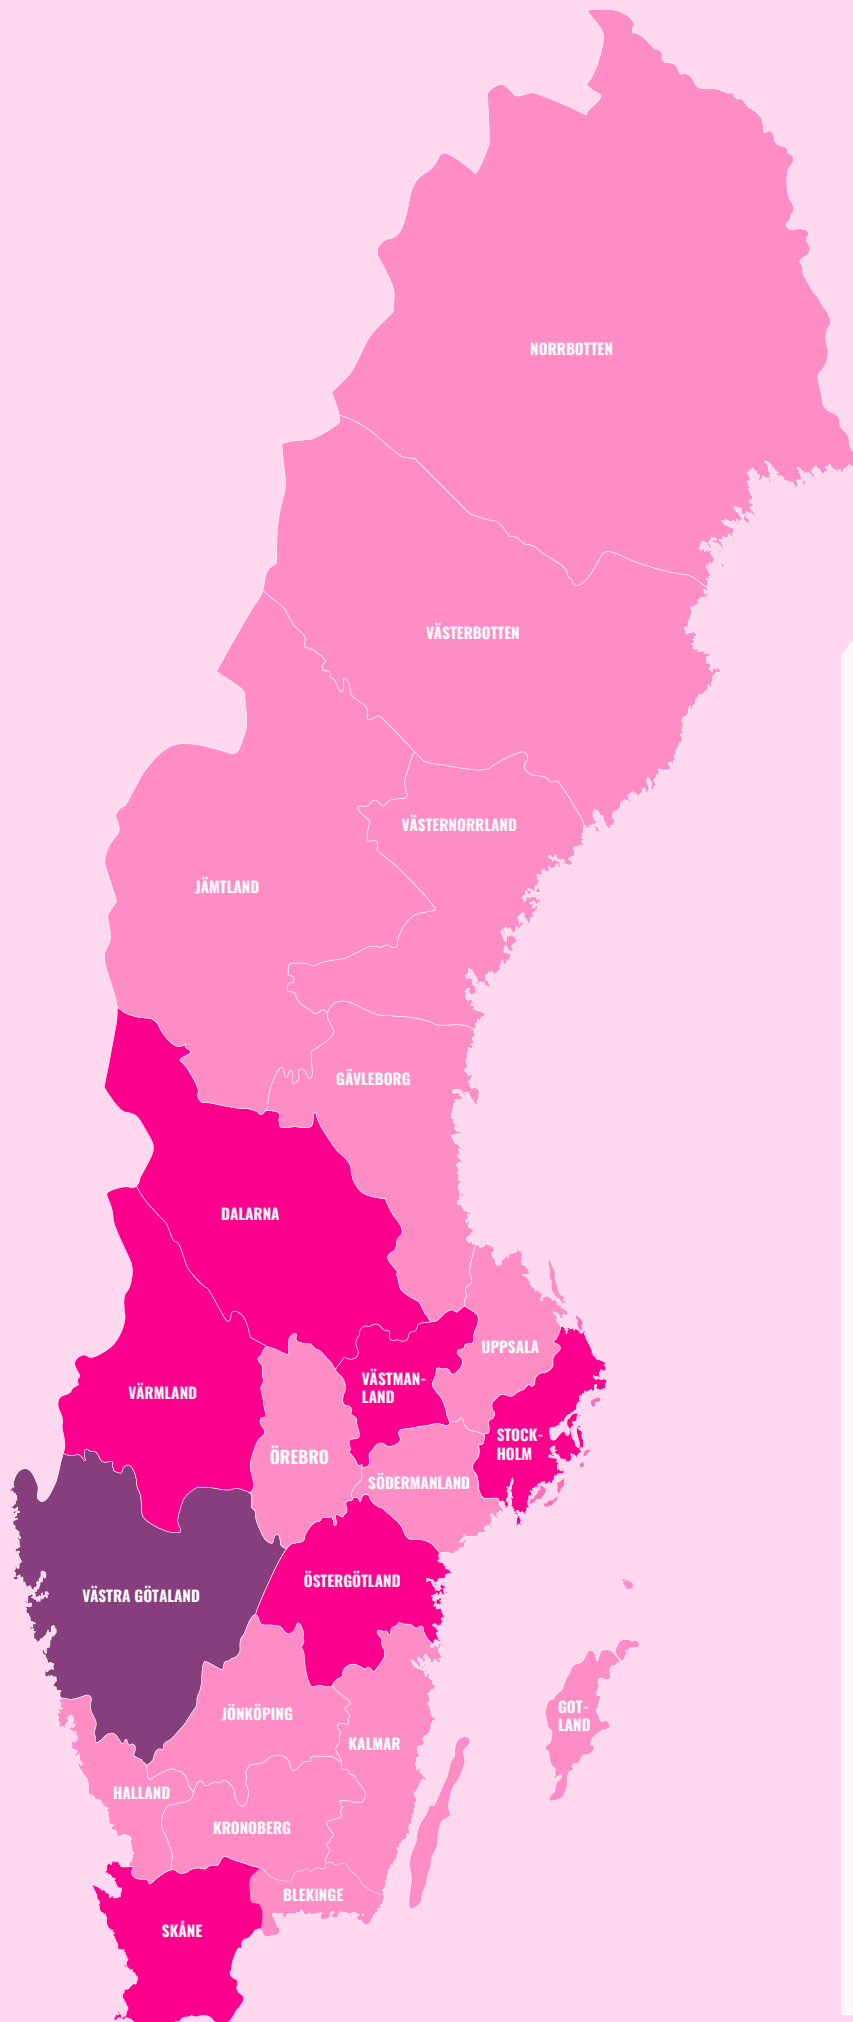 NORRBOTTEN
VÄSTERBOTTEN
VÄSTERNORRLAND
JÄMTLAND
GÄVLEBORG
DALARNA
UPPSALA
VÄRMLAND
VÄSTMAN-
LAND
STOCK-
HOLM
ÖREBRO
SÖDERMANLAND
ÖSTERGÖTLAND
VÄSTRA GÖTALAND
JÖNKÖPING
GOT-
LAND
KALMAR
HALLAND
KRONOBERG
BLEKINGE
SKÅNE